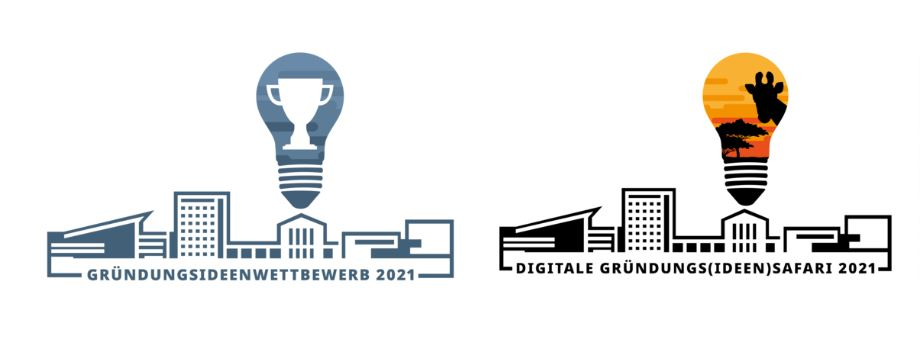 GRÜNDUNGSIDEENWETTBEWERB 2021
DIGITALE GRÜNDUNGS(IDEEN)SAFARI 2021